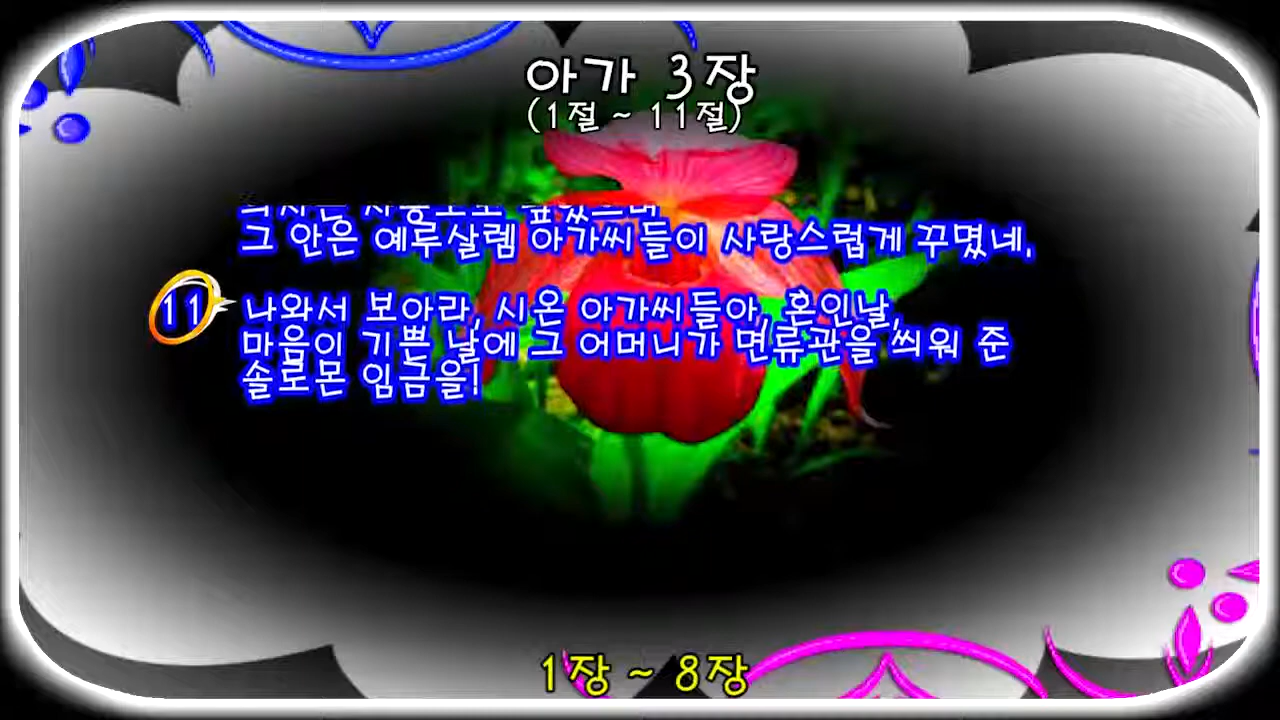 아가 3장
(1절 ~ 11절)
그 안은 예루살렘 아가씨들이 사랑스럽게 꾸몄네.
11 나와서 보아라, 시온 아가씨들아, 혼인날,
마음이 기쁜 날에 그 어머니가 면류관을 씌워 준
솔로몬 임금을!
1장 ~ 8장